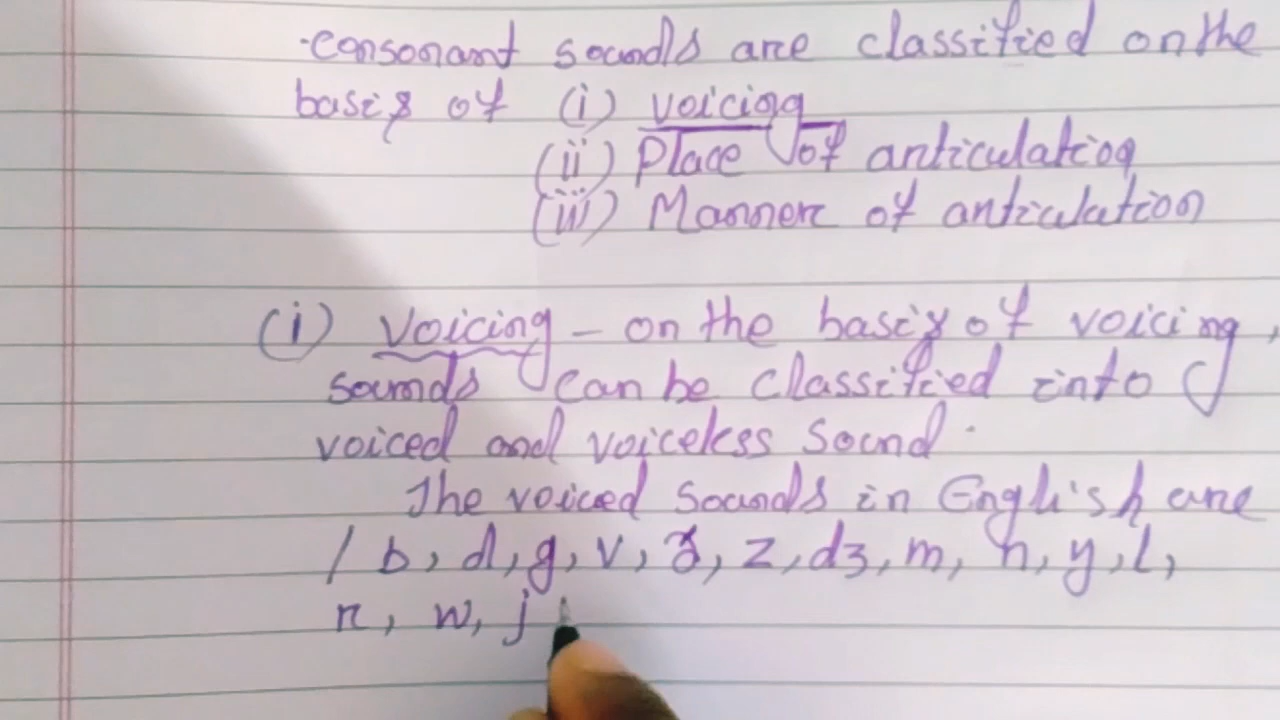 consonant sounds are classified on the
basis of (i) voicing
(ii) Place of articulation
(iii) Manner of articulation
(i) Voicing - on the basis of voicing,
sounds can be classified into
voiced and voiceless sound.
The voiced sounds in English are
/ b, d, g, v, ð, z, dʒ, m, n, ŋ, l,
r, w, j